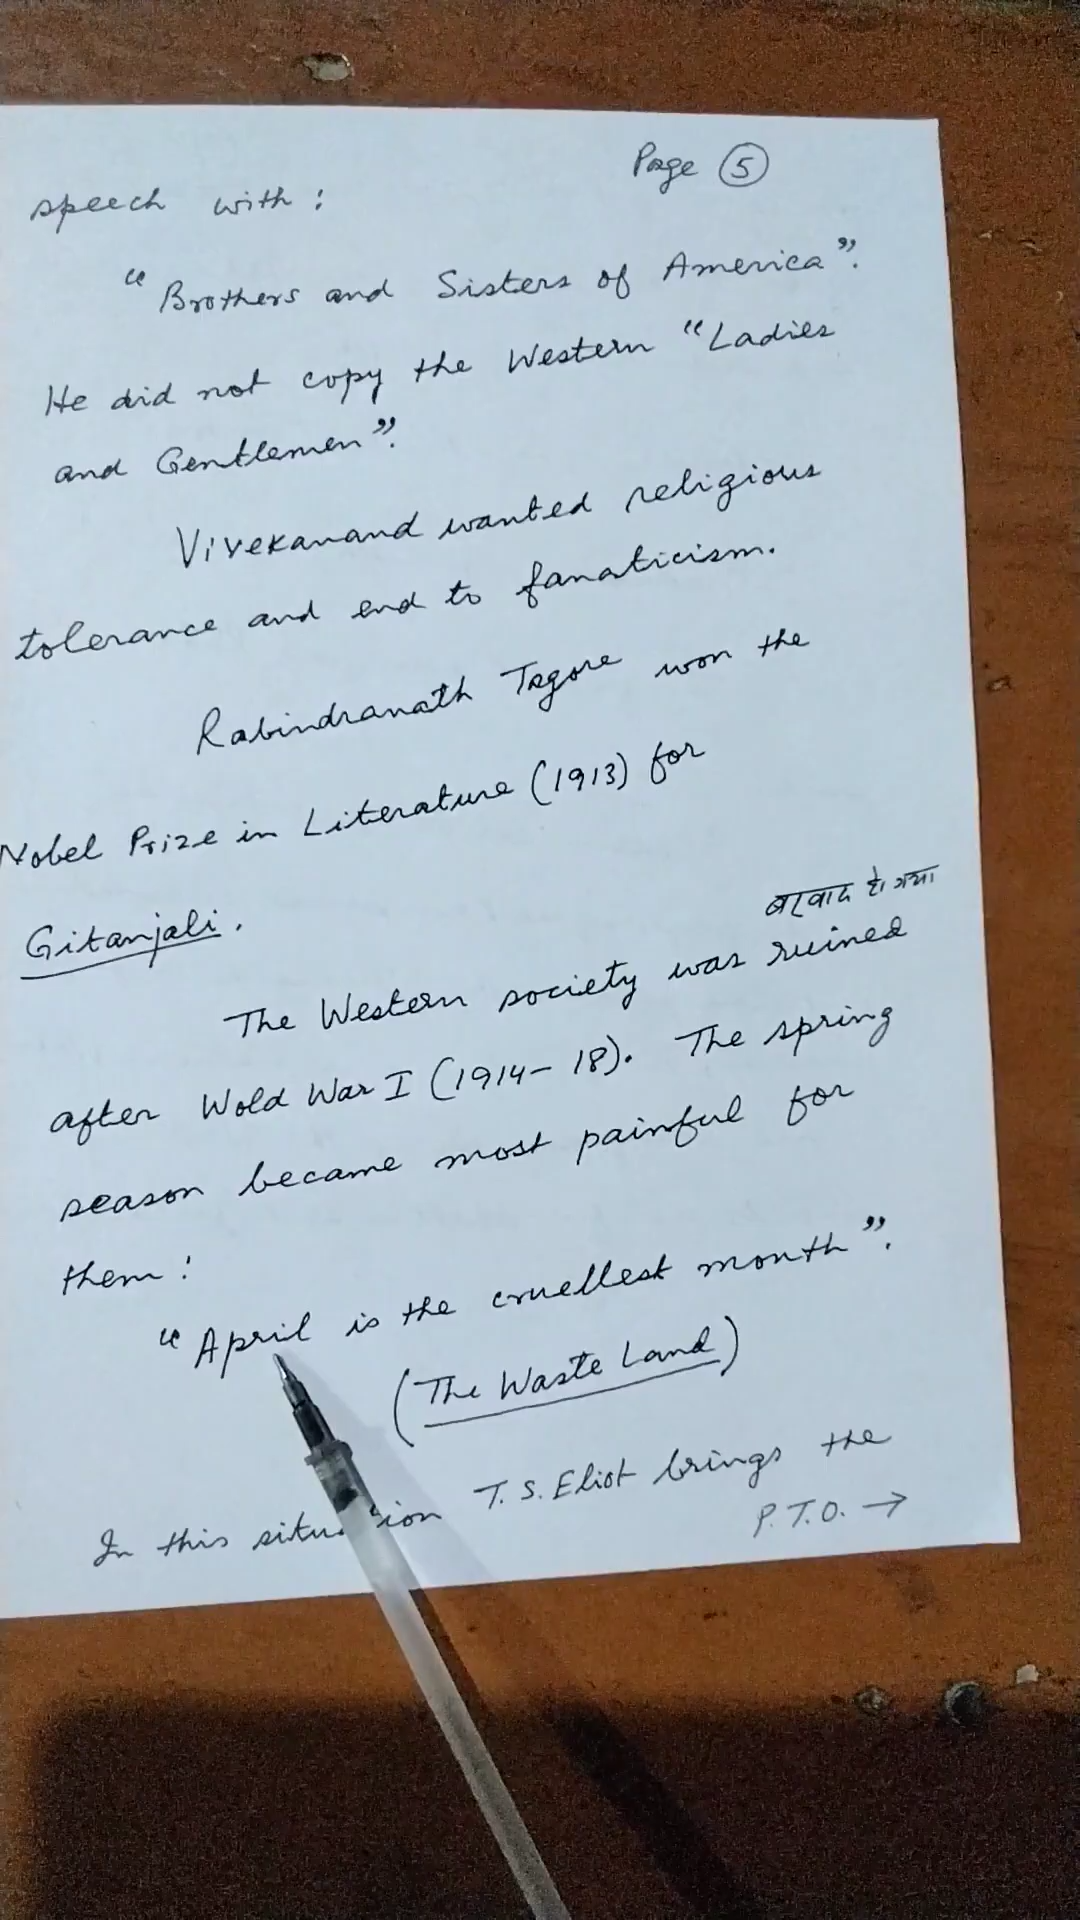 Page 5
speech with :
"Brothers and Sisters of America".
He did not copy the Western "Ladies
and Gentlemen".
Vivekanand wanted religious
tolerance and end to fanaticism.
Rabindranath Tagore won the
Nobel Prize in Literature (1913) for
Gitanjali.
बरवाद हो गया
The Western society was ruined
after Wold War I (1914-18). The spring
season became most painful for
them :
"April is the cruellest month".
(The Waste Land)
In this situation T. S. Eliot brings the
P.T.O. →